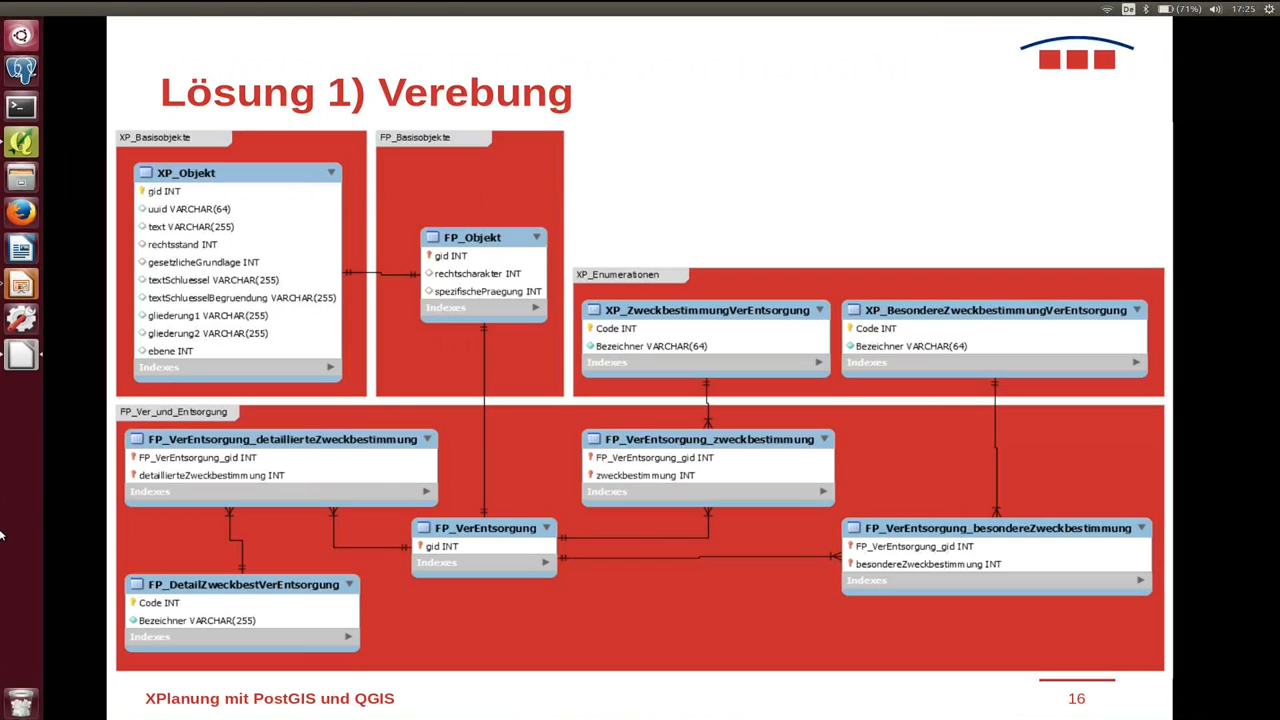 De
(71%)
17:25
Lösung 1) Verebung
XP_Basisobjekte
XP_Objekt
gid INT
uuid VARCHAR(64)
text VARCHAR(255)
rechtsstand INT
gesetzlicheGrundlage INT
textSchluessel VARCHAR(255)
textSchluesselBegruendung VARCHAR(255)
gliederung1 VARCHAR(255)
gliederung2 VARCHAR(255)
ebene INT
Indexes
FP_Basisobjekte
FP_Objekt
gid INT
rechtscharakter INT
spezifischePraegung INT
Indexes
XP_Enumerationen
XP_ZweckbestimmungVerEntsorgung
Code INT
Bezeichner VARCHAR(64)
Indexes
XP_BesondereZweckbestimmungVerEntsorgung
Code INT
Bezeichner VARCHAR(64)
Indexes
FP_Ver_und_Entsorgung
FP_VerEntsorgung_detaillierteZweckbestimmung
FP_VerEntsorgung_gid INT
detaillierteZweckbestimmung INT
Indexes
FP_VerEntsorgung_zweckbestimmung
FP_VerEntsorgung_gid INT
zweckbestimmung INT
Indexes
FP_VerEntsorgung
gid INT
Indexes
FP_VerEntsorgung_besondereZweckbestimmung
FP_VerEntsorgung_gid INT
besondereZweckbestimmung INT
Indexes
FP_DetailZweckbestVerEntsorgung
Code INT
Bezeichner VARCHAR(255)
Indexes
XPlanung mit PostGIS und QGIS
16